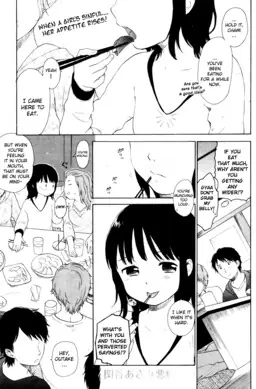 HOLD IT,
CHAMI.
WHEN A GIRL'S SINFUL...
HER APPETITE RISES!
YOU'VE
BEEN
EATING
FOR A WHILE
NOW.
Are you
sure that's
a good idea?
YEAH!
I CAME
HERE TO
EAT.
IF YOU
EAT
THAT MUCH,
WHY AREN'T
YOU
GETTING
ANY
WIDER!?
GYAA
DON'T
GRAB
MY
BELLY!
YOU'RE
MUNCHING
TOO
LOUD.
BUT WHEN
YOU'RE
FEELING
IT IN YOUR
MOUTH,
THAT MUST
BE ON YOUR
MIND~
I
LIKE IT
WHEN
IT'S
HARD.
WHAT'S
WITH YOU
AND THOSE
PERVERTED
SAYINGS!?
HEY,
OUTAKE.